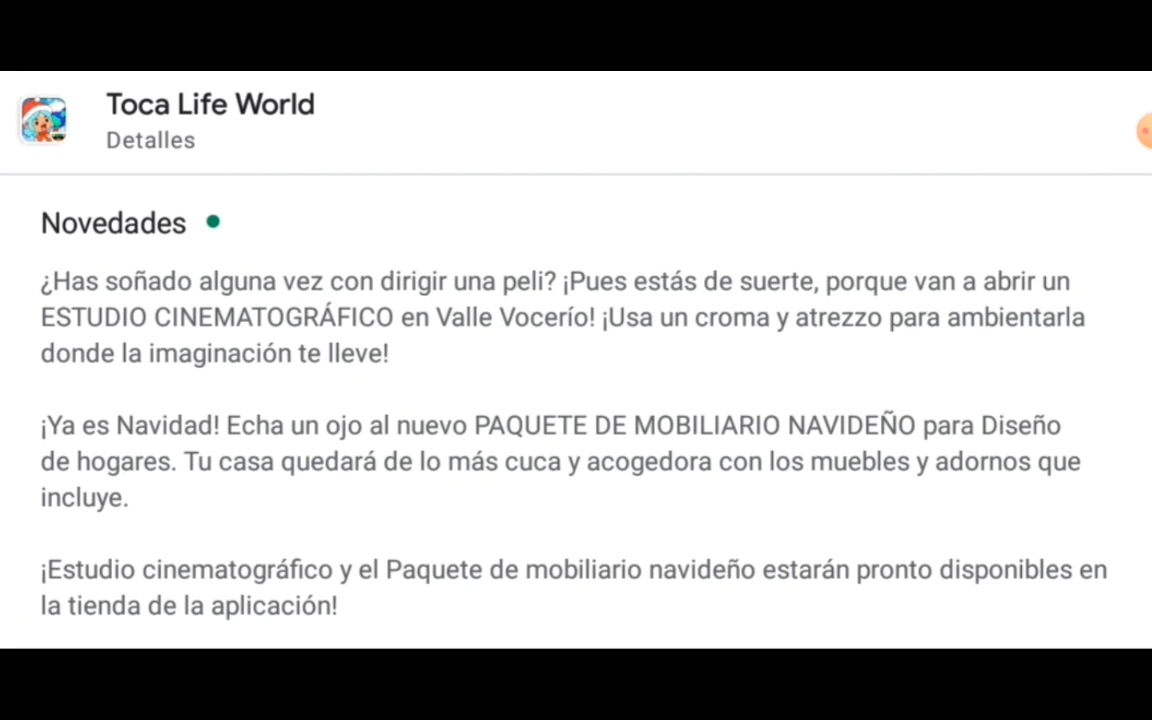 Toca Life World
Detalles
Novedades
¿Has soñado alguna vez con dirigir una peli? ¡Pues estás de suerte, porque van a abrir un
ESTUDIO CINEMATOGRÁFICO en Valle Vocerío! ¡Usa un croma y atrezzo para ambientarla
donde la imaginación te lleve!
¡Ya es Navidad! Echa un ojo al nuevo PAQUETE DE MOBILIARIO NAVIDEÑO para Diseño
de hogares. Tu casa quedará de lo más cuca y acogedora con los muebles y adornos que
incluye.
¡Estudio cinematográfico y el Paquete de mobiliario navideño estarán pronto disponibles en
la tienda de la aplicación!